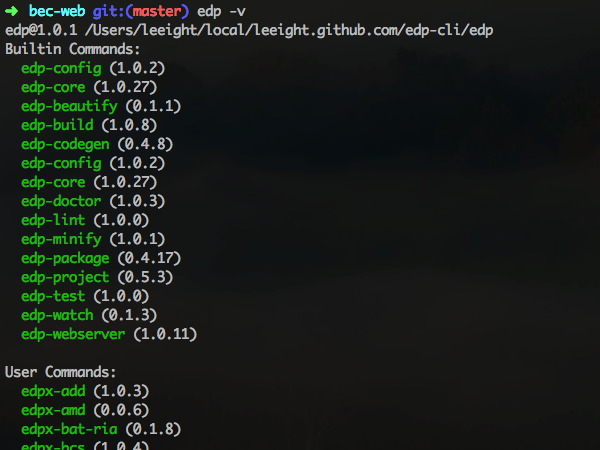 ➜ bec-web git:(master) edp -v
edp@1.0.1 /Users/leeight/local/leeight.github.com/edp-cli/edp
Builtin Commands:
edp-config (1.0.2)
edp-core (1.0.27)
edp-beautify (0.1.1)
edp-build (1.0.8)
edp-codegen (0.4.8)
edp-config (1.0.2)
edp-core (1.0.27)
edp-doctor (1.0.3)
edp-lint (1.0.0)
edp-minify (1.0.1)
edp-package (0.4.17)
edp-project (0.5.3)
edp-test (1.0.0)
edp-watch (0.1.3)
edp-webserver (1.0.11)
User Commands:
edpx-add (1.0.3)
edpx-amd (0.0.6)
edpx-bat-ria (0.1.8)
edpx-bcs (1.0.4)